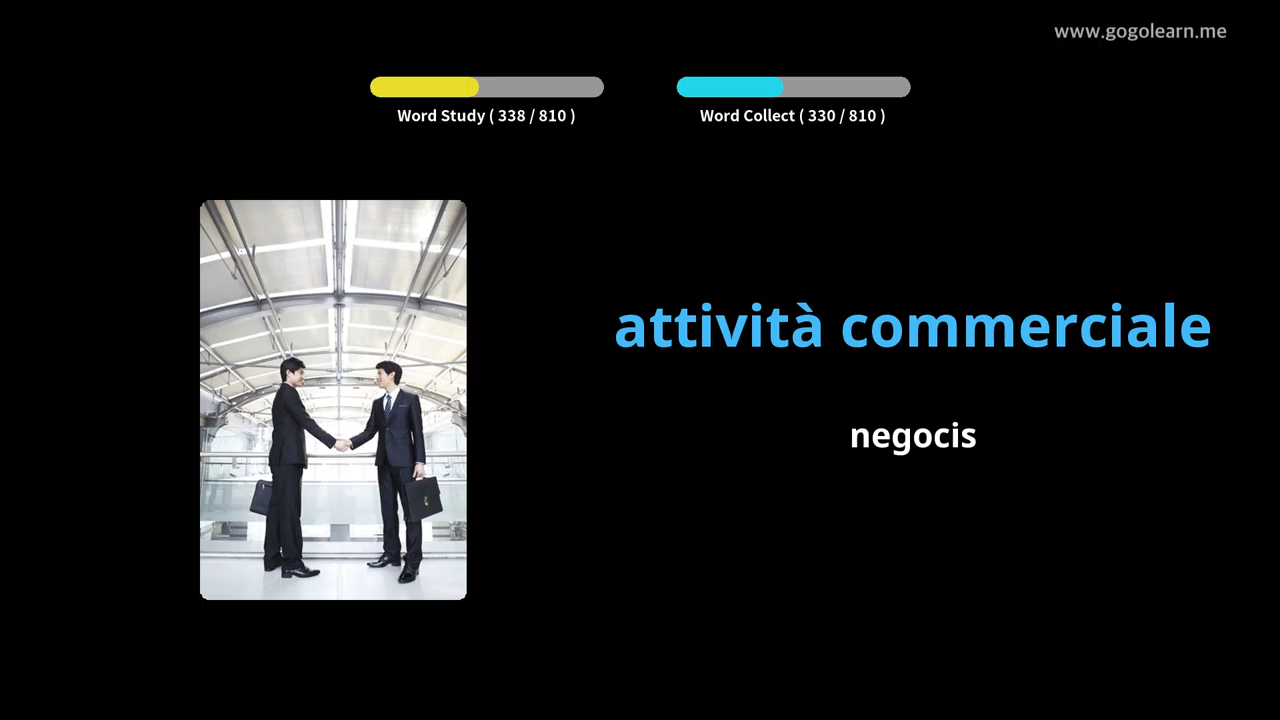 www.gogolearn.me
Word Study ( 338 / 810 )
Word Collect ( 330 / 810 )
attività commerciale
negocis